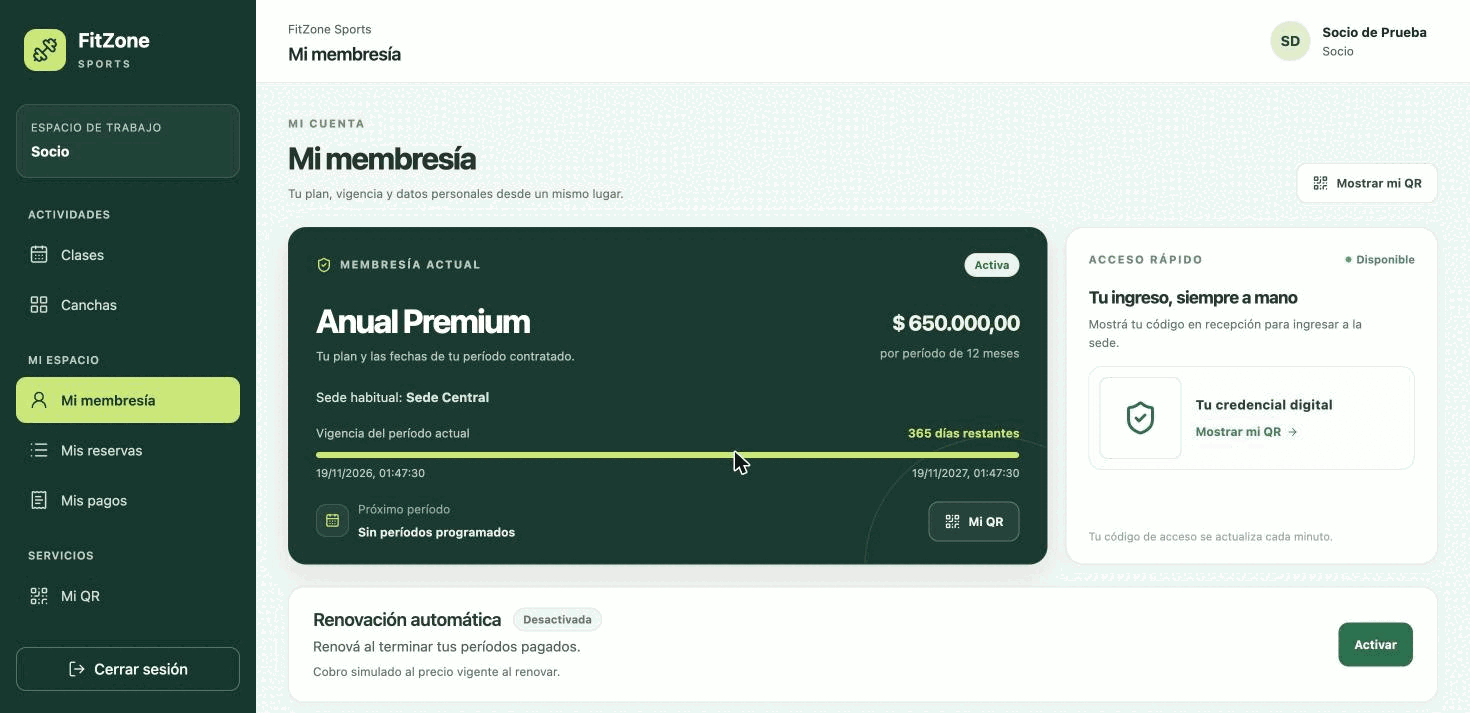 FitZone
SPORTS
ESPACIO DE TRABAJO
Socio
ACTIVIDADES
Clases
Canchas
MI ESPACIO
Mi membresía
Mis reservas
Mis pagos
SERVICIOS
Mi QR
Cerrar sesión
FitZone Sports
Mi membresía
SD
Socio de Prueba
Socio
MI CUENTA
Mi membresía
Tu plan, vigencia y datos personales desde un mismo lugar.
Mostrar mi QR
MEMBRESÍA ACTUAL
Activa
Anual Premium
$ 650.000,00
Tu plan y las fechas de tu período contratado.
por período de 12 meses
Sede habitual: Sede Central
Vigencia del período actual
365 días restantes
19/11/2026, 01:47:30
19/11/2027, 01:47:30
Próximo período
Sin períodos programados
Mi QR
ACCESO RÁPIDO
Disponible
Tu ingreso, siempre a mano
Mostrá tu código en recepción para ingresar a la
sede.
Tu credencial digital
Mostrar mi QR →
Tu código de acceso se actualiza cada minuto.
Renovación automática
Desactivada
Renová al terminar tus períodos pagados.
Cobro simulado al precio vigente al renovar.
Activar